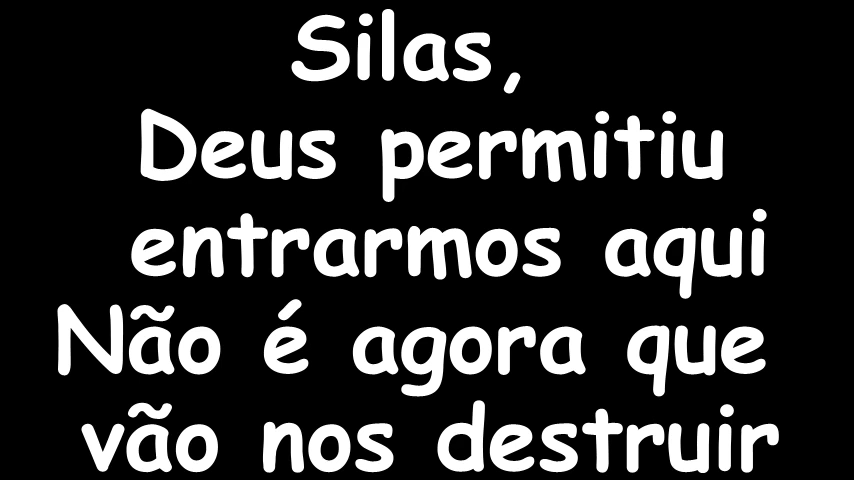 Silas,
Deus permitiu
entrarmos aqui
Não é agora que
vão nos destruir